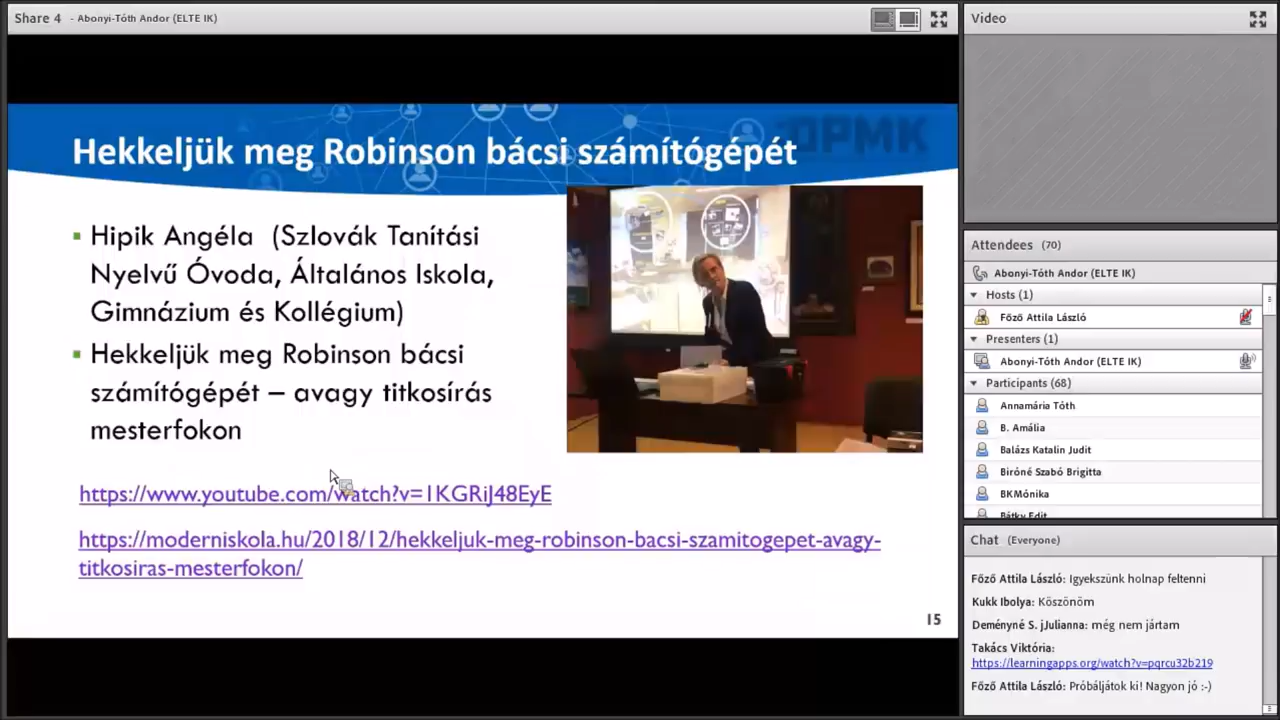 Share 4 - Abonyi-Tóth Andor (ELTE IK)
Hekkeljük meg Robinson bácsi számítógépét
▪ Hipik Angéla (Szlovák Tanítási
Nyelvű Óvoda, Általános Iskola,
Gimnázium és Kollégium)
▪ Hekkeljük meg Robinson bácsi
számítógépét – avagy titkosírás
mesterfokon
https://www.youtube.com/watch?v=1KGRiJ48EyE
https://moderniskola.hu/2018/12/hekkeljuk-meg-robinson-bacsi-szamitogepet-avagy-
titkosiras-mesterfokon/
15
Video
Attendees (70)
Abonyi-Tóth Andor (ELTE IK)
Hosts (1)
Főző Attila László
Presenters (1)
Abonyi-Tóth Andor (ELTE IK)
Participants (68)
Annamária Tóth
B. Amália
Balázs Katalin Judit
Biróné Szabó Brigitta
BKMónika
Bátky Edit
Chat (Everyone)
Főző Attila László: Igyekszünk holnap feltenni
Kukk Ibolya: Köszönöm
Deményné S. jJulianna: még nem jártam
Takács Viktória:
https://learningapps.org/watch?v=pqrcu32b219
Főző Attila László: Próbáljátok ki! Nagyon jó :-)